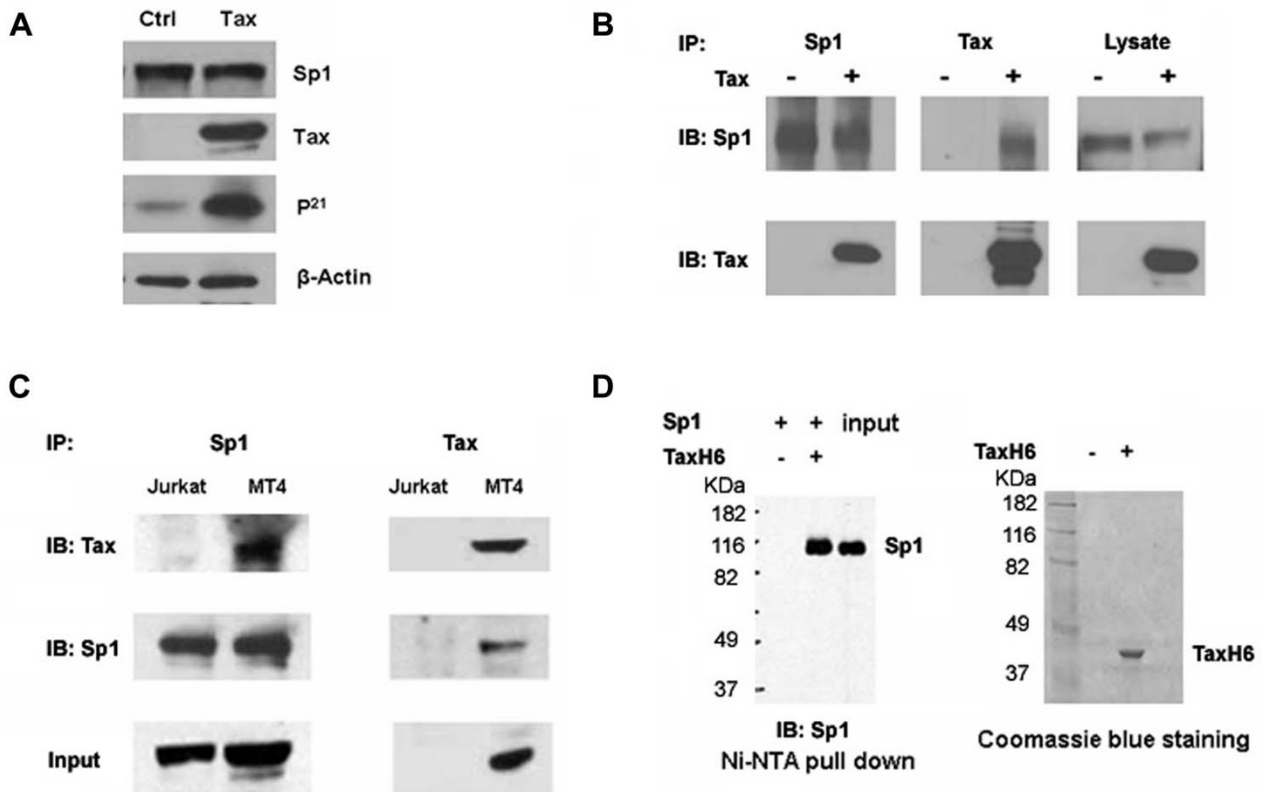 A
Ctrl Tax
Sp1
Tax
P²¹
β-Actin
B
IP: Sp1 Tax Lysate
Tax - + - + - +
IB: Sp1
IB: Tax
C
IP: Sp1 Tax
Jurkat MT4 Jurkat MT4
IB: Tax
IB: Sp1
Input
D
Sp1 + + input
TaxH6 - +
KDa
182
116
82
49
37
Sp1
IB: Sp1
Ni-NTA pull down
TaxH6 - +
KDa
182
116
82
49
37
TaxH6
Coomassie blue staining